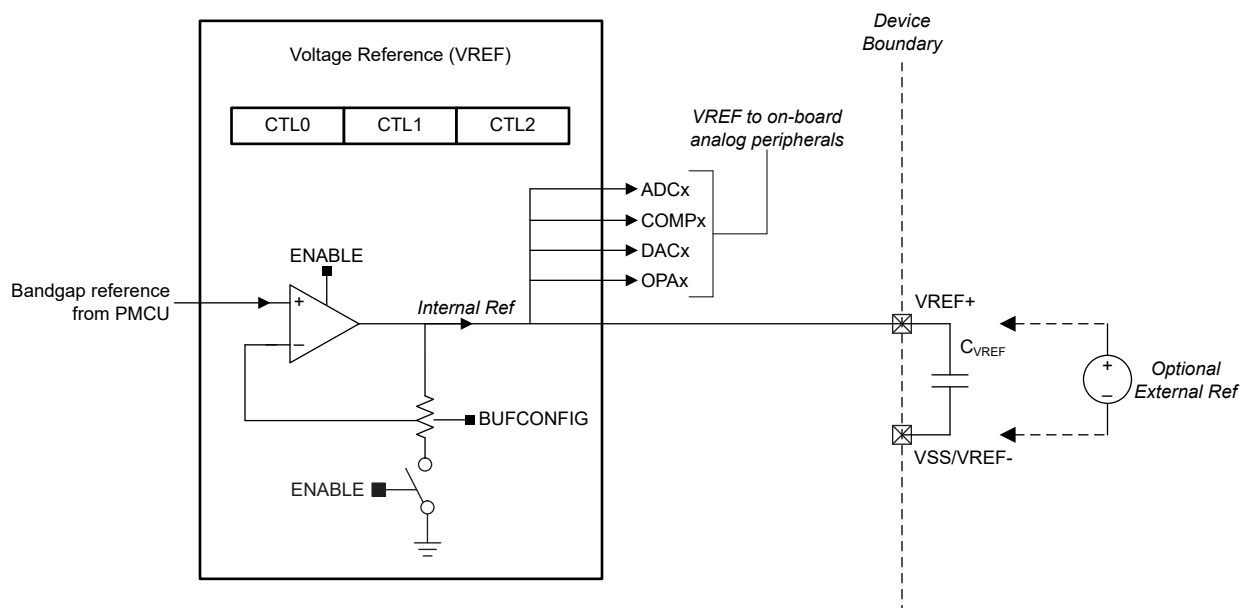 Device
Boundary
Voltage Reference (VREF)
CTL0 CTL1 CTL2
VREF to on-board
analog peripherals
ADCx
COMPx
DACx
OPAx
ENABLE
Bandgap reference
from PMCU
+
−
Internal Ref
BUFCONFIG
ENABLE
VREF+
CVREF
VSS/VREF-
+
−
Optional
External Ref